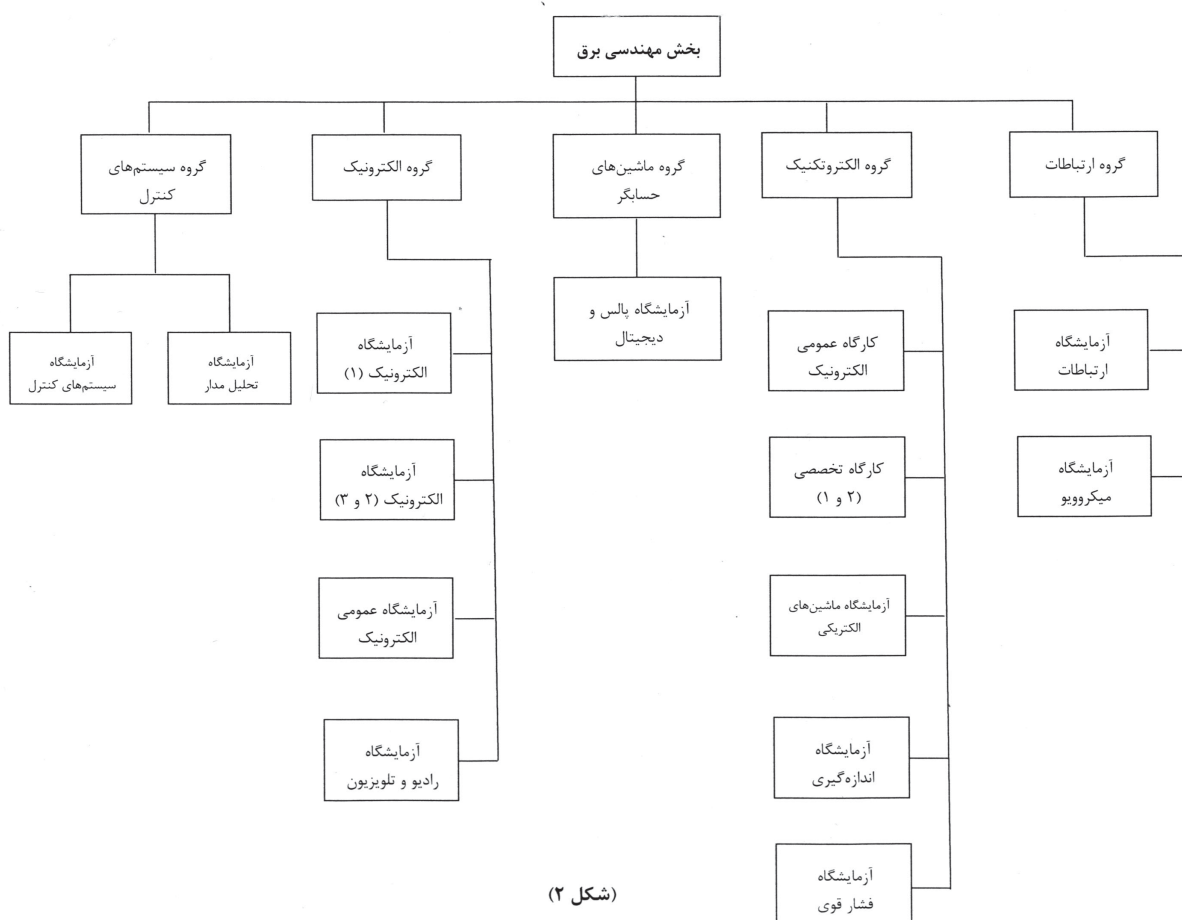 بخش مهندسی برق
گروه ارتباطات
گروه الکتروتکنیک
گروه ماشین‌های
حسابگر
گروه الکترونیک
گروه سیستم‌های
کنترل
آزمایشگاه
ارتباطات
آزمایشگاه
میکروویو
کارگاه عمومی
الکترونیک
کارگاه تخصصی
(۲ و ۱)
آزمایشگاه ماشین‌های
الکتریکی
آزمایشگاه
اندازه‌گیری
آزمایشگاه
فشار قوی
آزمایشگاه پالس و
دیجیتال
آزمایشگاه
الکترونیک (۱)
آزمایشگاه
الکترونیک (۲ و ۳)
آزمایشگاه عمومی
الکترونیک
آزمایشگاه
رادیو و تلویزیون
آزمایشگاه
تحلیل مدار
آزمایشگاه
سیستم‌های کنترل
(شکل ۲)